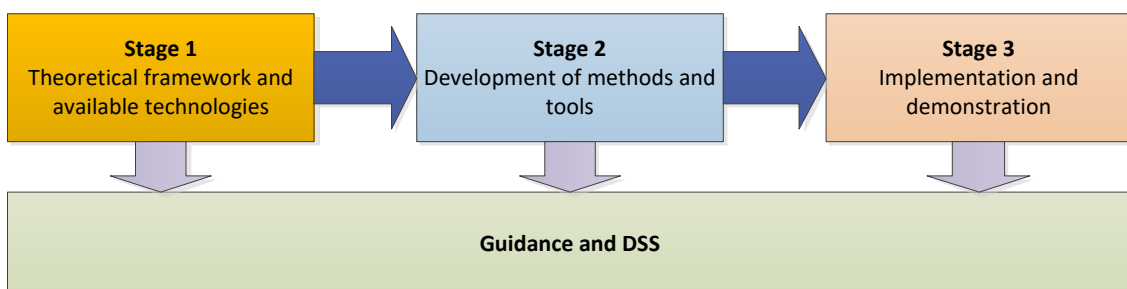 Stage 1
Theoretical framework and
available technologies
Stage 2
Development of methods and
tools
Stage 3
Implementation and
demonstration
Guidance and DSS